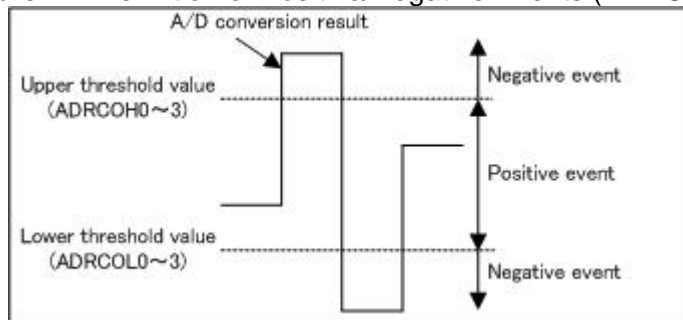 A/D conversion result
Upper threshold value
(ADRCOH0～3)
Negative event
Positive event
Lower threshold value
(ADRCOL0～3)
Negative event